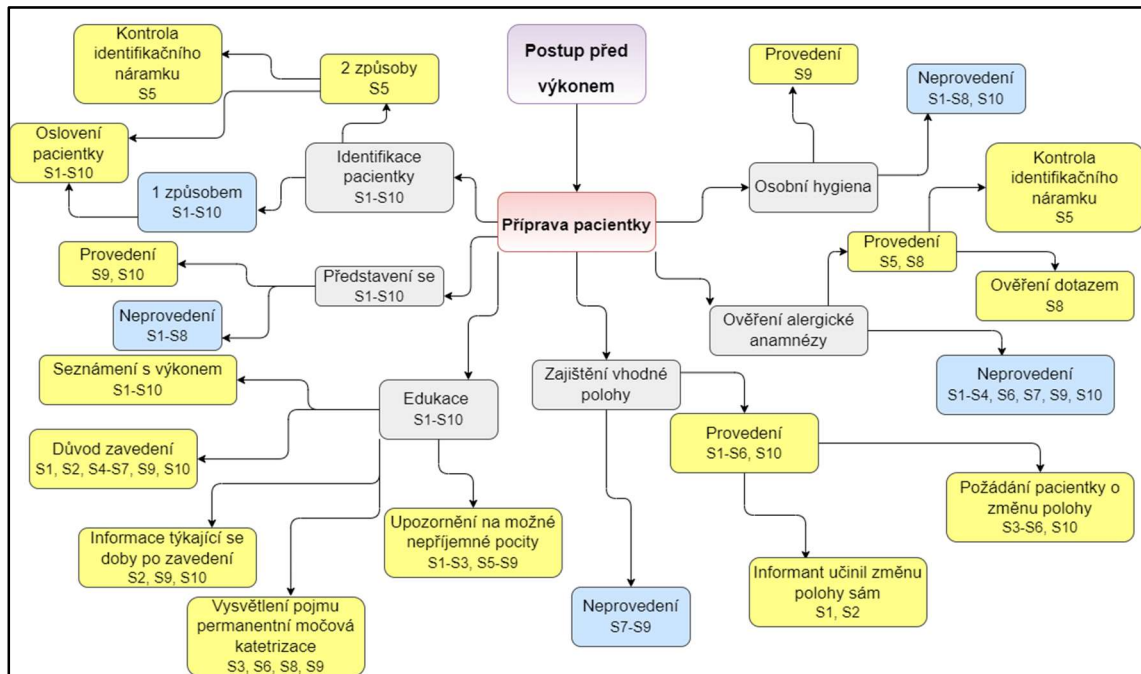 Postup před
výkonem
Příprava pacientky
Identifikace
pacientky
S1-S10
2 způsoby
S5
Kontrola
identifikačního
náramku
S5
Oslovení
pacientky
S1-S10
1 způsobem
S1-S10
Představení se
S1-S10
Provedení
S9, S10
Neprovedení
S1-S8
Edukace
S1-S10
Seznámení s výkonem
S1-S10
Důvod zavedení
S1, S2, S4-S7, S9, S10
Informace týkající se
doby po zavedení
S2, S9, S10
Vysvětlení pojmu
permanentní močová
katetrizace
S3, S6, S8, S9
Upozornění na možné
nepříjemné pocity
S1-S3, S5-S9
Zajištění vhodné
polohy
Neprovedení
S7-S9
Provedení
S1-S6, S10
Informant učinil změnu
polohy sám
S1, S2
Požádání pacientky o
změnu polohy
S3-S6, S10
Ověření alergické
anamnézy
Provedení
S5, S8
Kontrola
identifikačního
náramku
S5
Ověření dotazem
S8
Neprovedení
S1-S4, S6, S7, S9, S10
Osobní hygiena
Provedení
S9
Neprovedení
S1-S8, S10